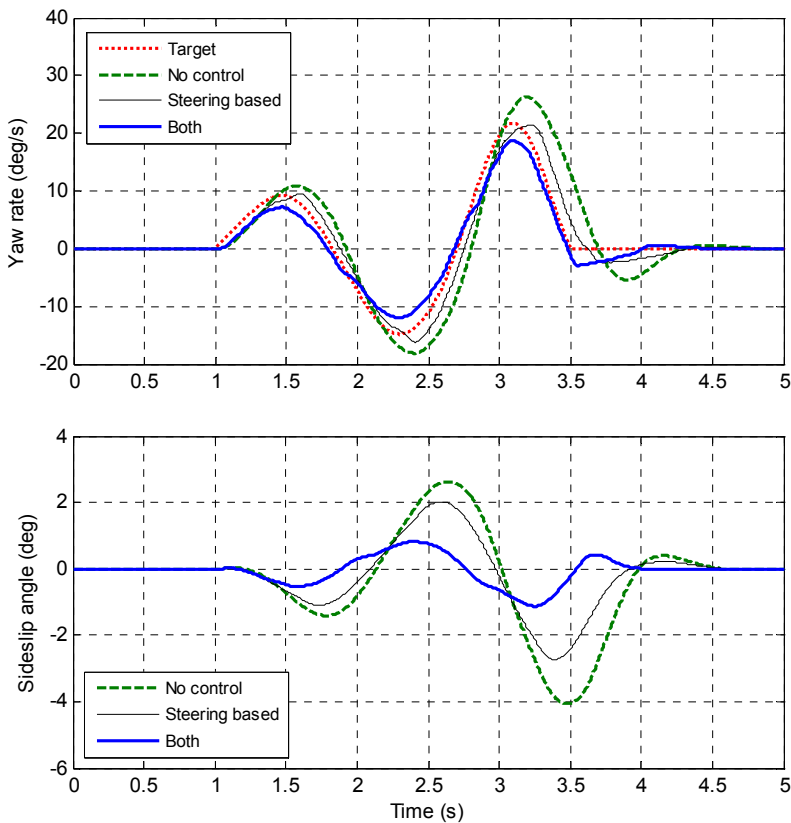 40
30
20
10
0
-10
-20
Yaw rate (deg/s)
Target
No control
Steering based
Both
0 0.5 1 1.5 2 2.5 3 3.5 4 4.5 5
4
2
0
-2
-4
-6
Sideslip angle (deg)
No control
Steering based
Both
0 0.5 1 1.5 2 2.5 3 3.5 4 4.5 5
Time (s)